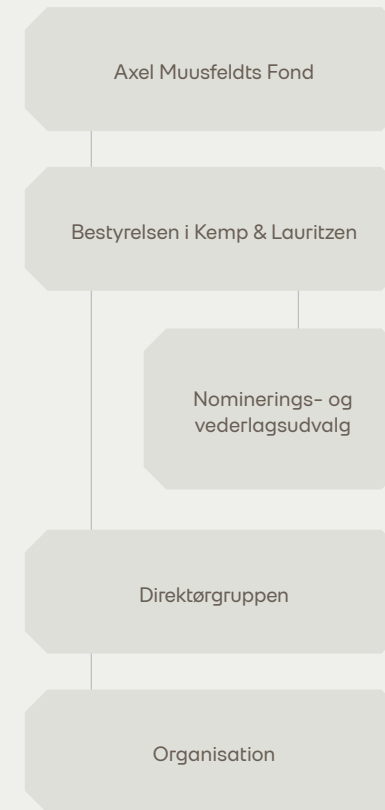 Axel Muusfeldts Fond
Bestyrelsen i Kemp & Lauritzen
Nominerings- og
vederlagsudvalg
Direktørgruppen
Organisation